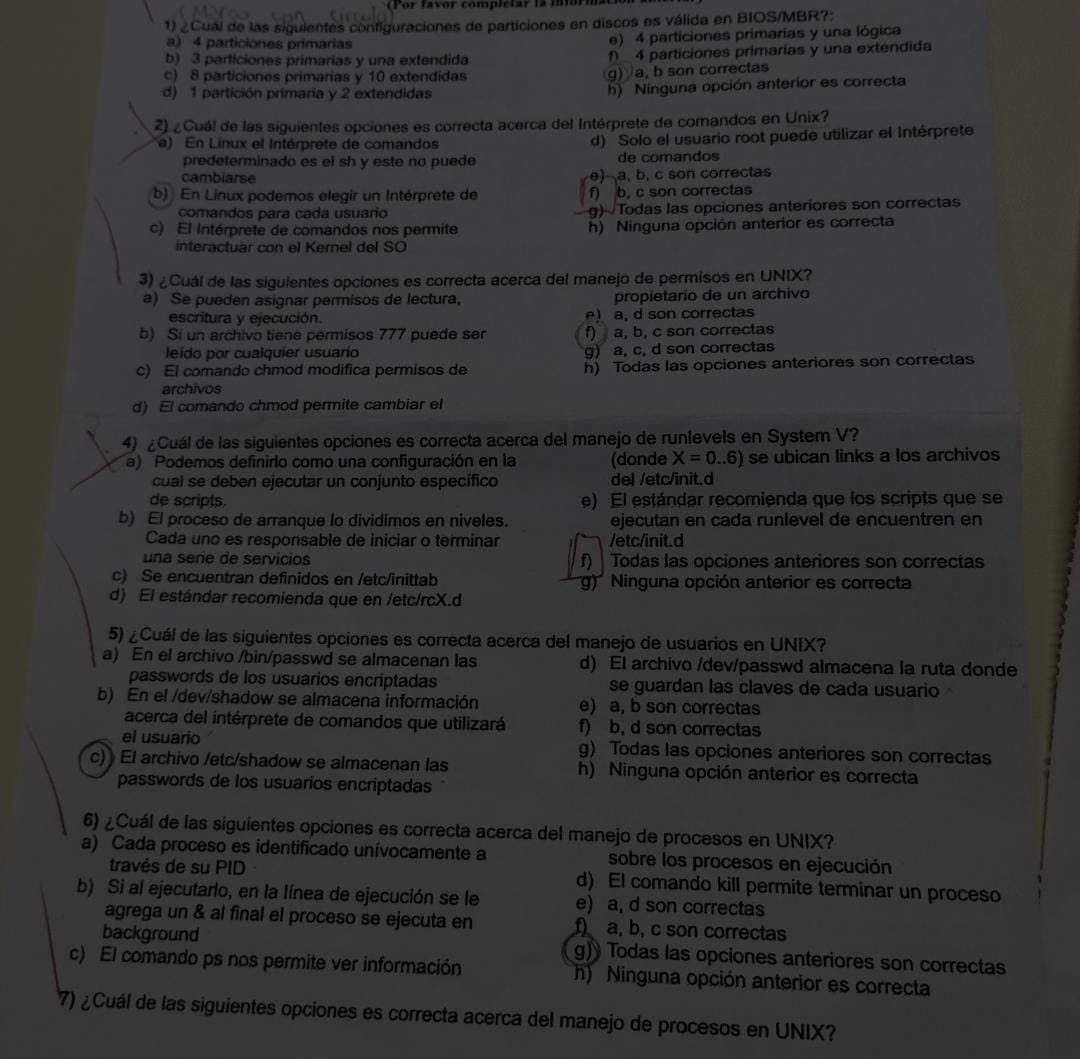 (Por favor completar la información
(Marco con circulo)
1) ¿Cuál de las siguientes configuraciones de particiones en discos es válida en BIOS/MBR?:
a) 4 particiones primarias
b) 3 particiones primarias y una extendida
c) 8 particiones primarias y 10 extendidas
d) 1 partición primaria y 2 extendidas
e) 4 particiones primarias y una lógica
f) 4 particiones primarias y una extendida
g) a, b son correctas
h) Ninguna opción anterior es correcta
2) ¿Cuál de las siguientes opciones es correcta acerca del Intérprete de comandos en Unix?
a) En Linux el Intérprete de comandos
predeterminado es el sh y este no puede
cambiarse
b) En Linux podemos elegir un Intérprete de
comandos para cada usuario
c) El Intérprete de comandos nos permite
interactuar con el Kernel del SO
d) Solo el usuario root puede utilizar el Intérprete
de comandos
e) a, b, c son correctas
f) b, c son correctas
g) Todas las opciones anteriores son correctas
h) Ninguna opción anterior es correcta
3) ¿Cuál de las siguientes opciones es correcta acerca del manejo de permisos en UNIX?
a) Se pueden asignar permisos de lectura,
escritura y ejecución.
b) Si un archivo tiene permisos 777 puede ser
leído por cualquier usuario
c) El comando chmod modifica permisos de
archivos
d) El comando chmod permite cambiar el
propietario de un archivo
e) a, d son correctas
f) a, b, c son correctas
g) a, c, d son correctas
h) Todas las opciones anteriores son correctas
4) ¿Cuál de las siguientes opciones es correcta acerca del manejo de runlevels en System V?
a) Podemos definirlo como una configuración en la
cual se deben ejecutar un conjunto específico
de scripts.
b) El proceso de arranque lo dividimos en niveles.
Cada uno es responsable de iniciar o terminar
una serie de servicios
c) Se encuentran definidos en /etc/inittab
d) El estándar recomienda que en /etc/rcX.d
(donde X = 0..6) se ubican links a los archivos
del /etc/init.d
e) El estándar recomienda que los scripts que se
ejecutan en cada runlevel de encuentren en
/etc/init.d
f) Todas las opciones anteriores son correctas
g) Ninguna opción anterior es correcta
5) ¿Cuál de las siguientes opciones es correcta acerca del manejo de usuarios en UNIX?
a) En el archivo /bin/passwd se almacenan las
passwords de los usuarios encriptadas
b) En el /dev/shadow se almacena información
acerca del intérprete de comandos que utilizará
el usuario
c) El archivo /etc/shadow se almacenan las
passwords de los usuarios encriptadas
d) El archivo /dev/passwd almacena la ruta donde
se guardan las claves de cada usuario
e) a, b son correctas
f) b, d son correctas
g) Todas las opciones anteriores son correctas
h) Ninguna opción anterior es correcta
6) ¿Cuál de las siguientes opciones es correcta acerca del manejo de procesos en UNIX?
a) Cada proceso es identificado unívocamente a
través de su PID
b) Si al ejecutarlo, en la línea de ejecución se le
agrega un & al final el proceso se ejecuta en
background
c) El comando ps nos permite ver información
sobre los procesos en ejecución
d) El comando kill permite terminar un proceso
e) a, d son correctas
f) a, b, c son correctas
g) Todas las opciones anteriores son correctas
h) Ninguna opción anterior es correcta
7) ¿Cuál de las siguientes opciones es correcta acerca del manejo de procesos en UNIX?